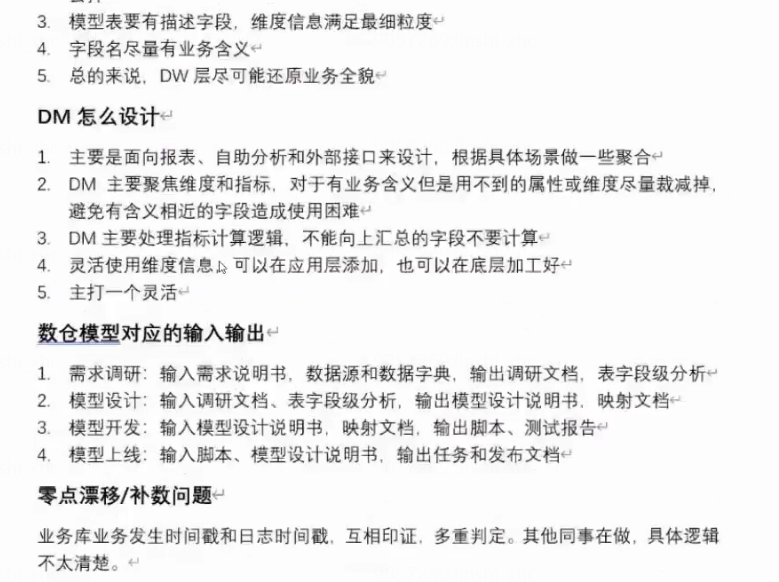 3. 模型表要有描述字段，维度信息满足最细粒度
4. 字段名尽量有业务含义
5. 总的来说，DW 层尽可能还原业务全貌
DM 怎么设计
1. 主要是面向报表、自助分析和外部接口来设计，根据具体场景做一些聚合
2. DM 主要聚焦维度和指标，对于有业务含义但是用不到的属性或维度尽量裁减掉，
避免有含义相近的字段造成使用困难
3. DM 主要处理指标计算逻辑，不能向上汇总的字段不要计算
4. 灵活使用维度信息，可以在应用层添加，也可以在底层加工好
5. 主打一个灵活
数仓模型对应的输入输出
1. 需求调研：输入需求说明书，数据源和数据字典，输出调研文档，表字段级分析
2. 模型设计：输入调研文档、表字段级分析，输出模型设计说明书，映射文档
3. 模型开发：输入模型设计说明书，映射文档，输出脚本、测试报告
4. 模型上线：输入脚本、模型设计说明书，输出任务和发布文档
零点漂移/补数问题
业务库业务发生时间戳和日志时间戳，互相印证，多重判定。其他同事在做，具体逻辑
不太清楚。